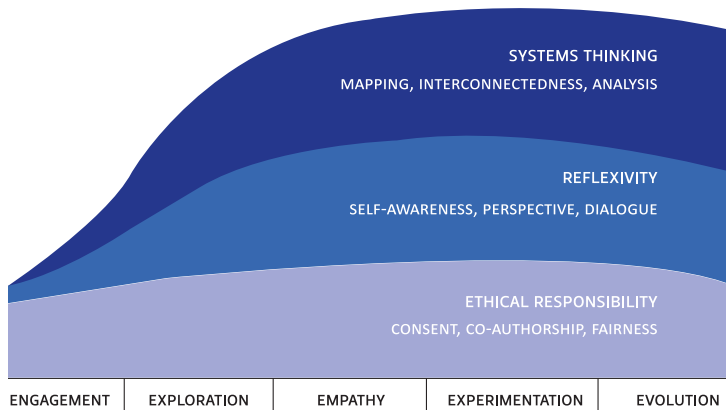 SYSTEMS THINKING
MAPPING, INTERCONNECTEDNESS, ANALYSIS
REFLEXIVITY
SELF-AWARENESS, PERSPECTIVE, DIALOGUE
ETHICAL RESPONSIBILITY
CONSENT, CO-AUTHORSHIP, FAIRNESS
ENGAGEMENT EXPLORATION EMPATHY EXPERIMENTATION EVOLUTION